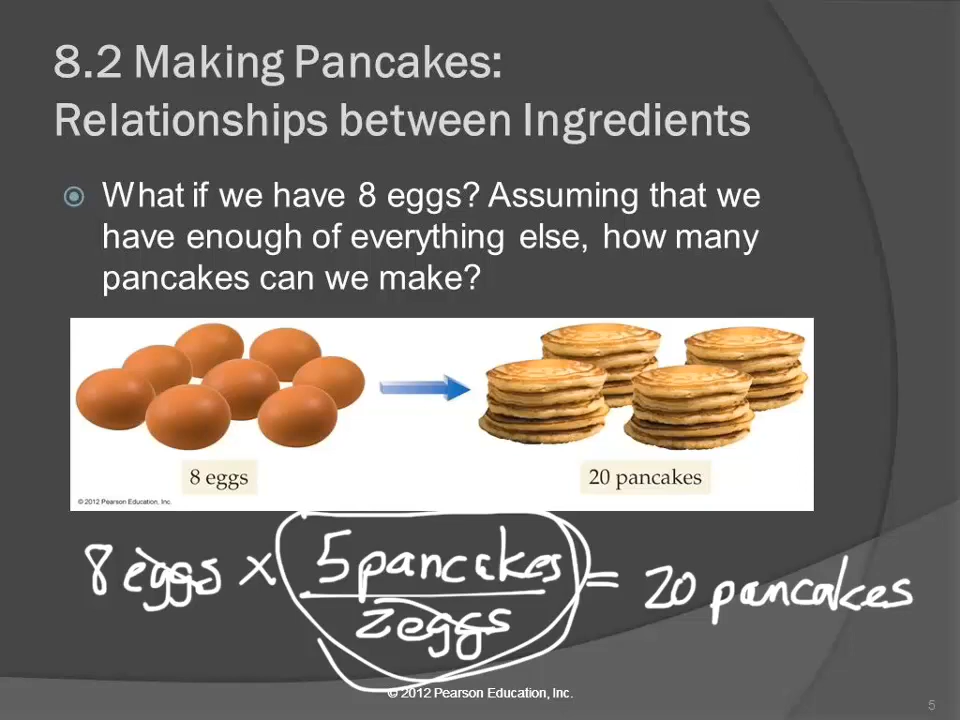 8.2 Making Pancakes:
Relationships between Ingredients
What if we have 8 eggs? Assuming that we
have enough of everything else, how many
pancakes can we make?
8 eggs
20 pancakes
© 2012 Pearson Education, Inc.
8 eggs × 5 pancakes / 2 eggs = 20 pancakes
© 2012 Pearson Education, Inc.
5